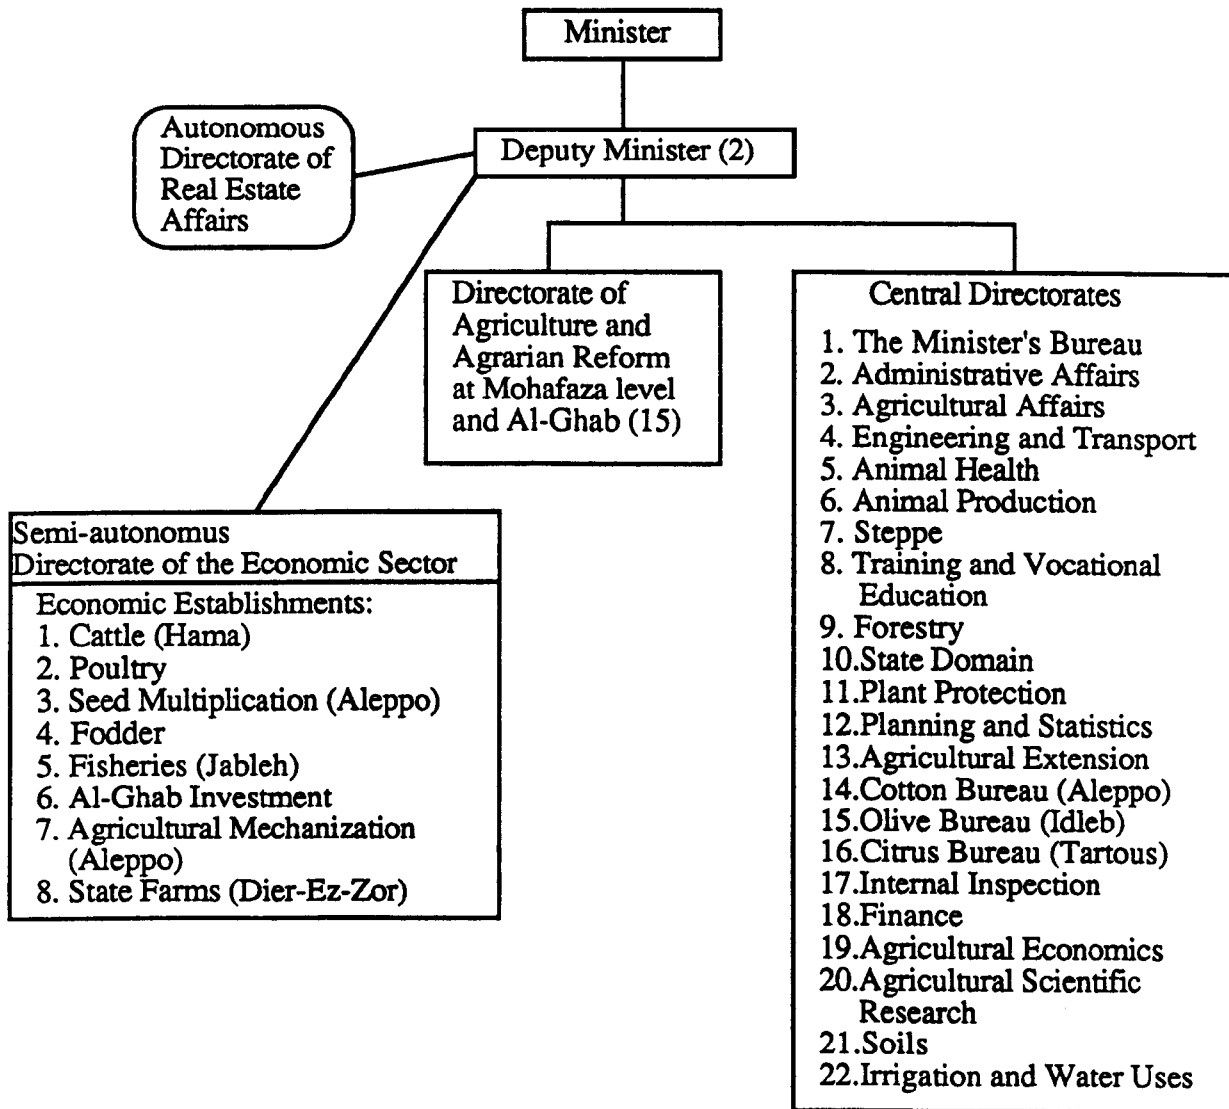 Minister
Deputy Minister (2)
Autonomous
Directorate of
Real Estate
Affairs
Directorate of
Agriculture and
Agrarian Reform
at Mohafaza level
and Al-Ghab (15)
Central Directorates
1. The Minister's Bureau
2. Administrative Affairs
3. Agricultural Affairs
4. Engineering and Transport
5. Animal Health
6. Animal Production
7. Steppe
8. Training and Vocational
Education
9. Forestry
10.State Domain
11.Plant Protection
12.Planning and Statistics
13.Agricultural Extension
14.Cotton Bureau (Aleppo)
15.Olive Bureau (Idleb)
16.Citrus Bureau (Tartous)
17.Internal Inspection
18.Finance
19.Agricultural Economics
20.Agricultural Scientific
Research
21.Soils
22.Irrigation and Water Uses
Semi-autonomus
Directorate of the Economic Sector
Economic Establishments:
1. Cattle (Hama)
2. Poultry
3. Seed Multiplication (Aleppo)
4. Fodder
5. Fisheries (Jableh)
6. Al-Ghab Investment
7. Agricultural Mechanization
(Aleppo)
8. State Farms (Dier-Ez-Zor)